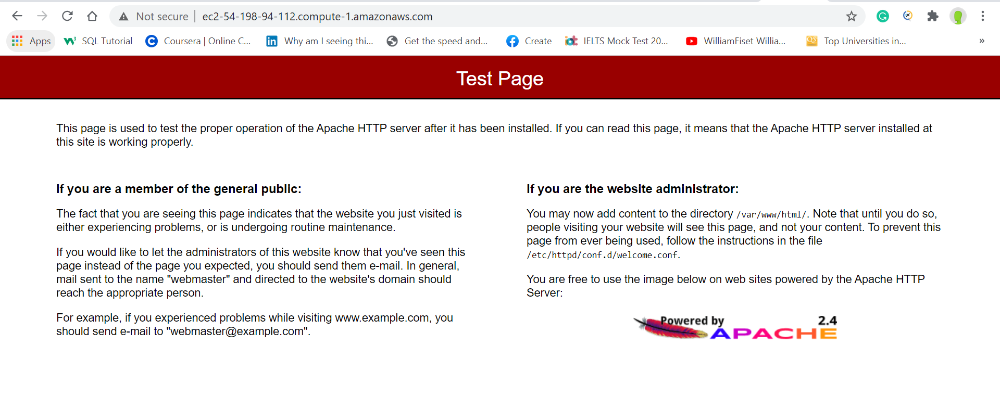 Not secure | ec2-54-198-94-112.compute-1.amazonaws.com
Apps SQL Tutorial Coursera | Online C... Why am I seeing thi... Get the speed and... Create IELTS Mock Test 20... WilliamFiset Willia... Top Universities in... »
Test Page
This page is used to test the proper operation of the Apache HTTP server after it has been installed. If you can read this page, it means that the Apache HTTP server installed at
this site is working properly.
If you are a member of the general public:
The fact that you are seeing this page indicates that the website you just visited is
either experiencing problems, or is undergoing routine maintenance.
If you would like to let the administrators of this website know that you've seen this
page instead of the page you expected, you should send them e-mail. In general,
mail sent to the name "webmaster" and directed to the website's domain should
reach the appropriate person.
For example, if you experienced problems while visiting www.example.com, you
should send e-mail to "webmaster@example.com".
If you are the website administrator:
You may now add content to the directory /var/www/html/. Note that until you do so,
people visiting your website will see this page, and not your content. To prevent this
page from ever being used, follow the instructions in the file
/etc/httpd/conf.d/welcome.conf.
You are free to use the image below on web sites powered by the Apache HTTP
Server:
Powered by 2.4
APACHE